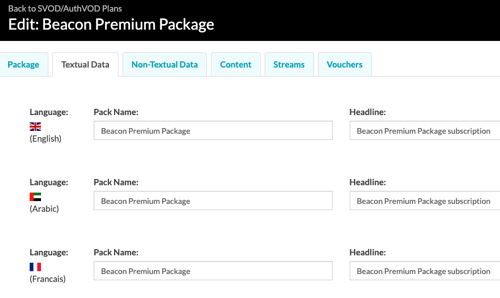 Back to SVOD/AuthVOD Plans
Edit: Beacon Premium Package
Package Textual Data Non-Textual Data Content Streams Vouchers
Language: Pack Name: Headline:
Beacon Premium Package Beacon Premium Package subscription
(English)
Language: Pack Name: Headline:
Beacon Premium Package Beacon Premium Package subscription
(Arabic)
Language: Pack Name: Headline:
Beacon Premium Package Beacon Premium Package subscription
(Francais)